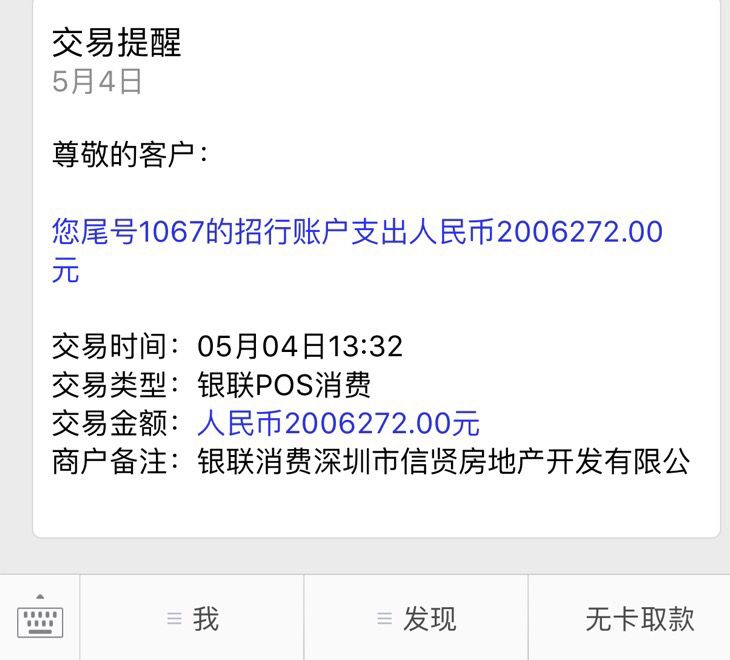 交易提醒
5月4日
尊敬的客户：
您尾号1067的招行账户支出人民币2006272.00
元
交易时间：05月04日13:32
交易类型：银联POS消费
交易金额：人民币2006272.00元
商户备注：银联消费深圳市信贤房地产开发有限公
我
发现
无卡取款